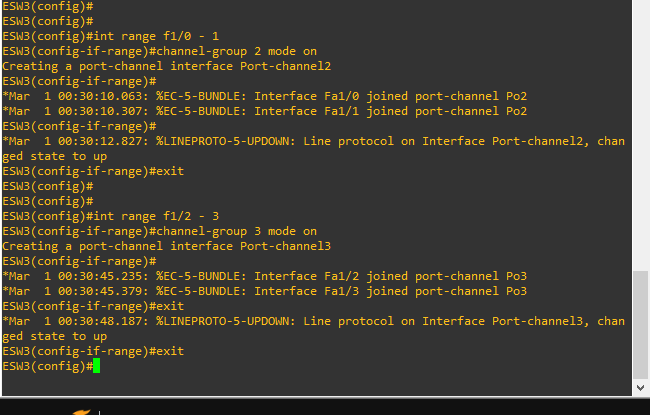 ESW3(config)#
ESW3(config)#
ESW3(config)#int range f1/0 - 1
ESW3(config-if-range)#channel-group 2 mode on
Creating a port-channel interface Port-channel2
ESW3(config-if-range)#
*Mar  1 00:30:10.063: %EC-5-BUNDLE: Interface Fa1/0 joined port-channel Po2
*Mar  1 00:30:10.307: %EC-5-BUNDLE: Interface Fa1/1 joined port-channel Po2
ESW3(config-if-range)#
*Mar  1 00:30:12.827: %LINEPROTO-5-UPDOWN: Line protocol on Interface Port-channel2, chan
ged state to up
ESW3(config-if-range)#exit
ESW3(config)#
ESW3(config)#
ESW3(config)#int range f1/2 - 3
ESW3(config-if-range)#channel-group 3 mode on
Creating a port-channel interface Port-channel3
ESW3(config-if-range)#
*Mar  1 00:30:45.235: %EC-5-BUNDLE: Interface Fa1/2 joined port-channel Po3
*Mar  1 00:30:45.379: %EC-5-BUNDLE: Interface Fa1/3 joined port-channel Po3
ESW3(config-if-range)#exit
*Mar  1 00:30:48.187: %LINEPROTO-5-UPDOWN: Line protocol on Interface Port-channel3, chan
ged state to up
ESW3(config-if-range)#exit
ESW3(config)#